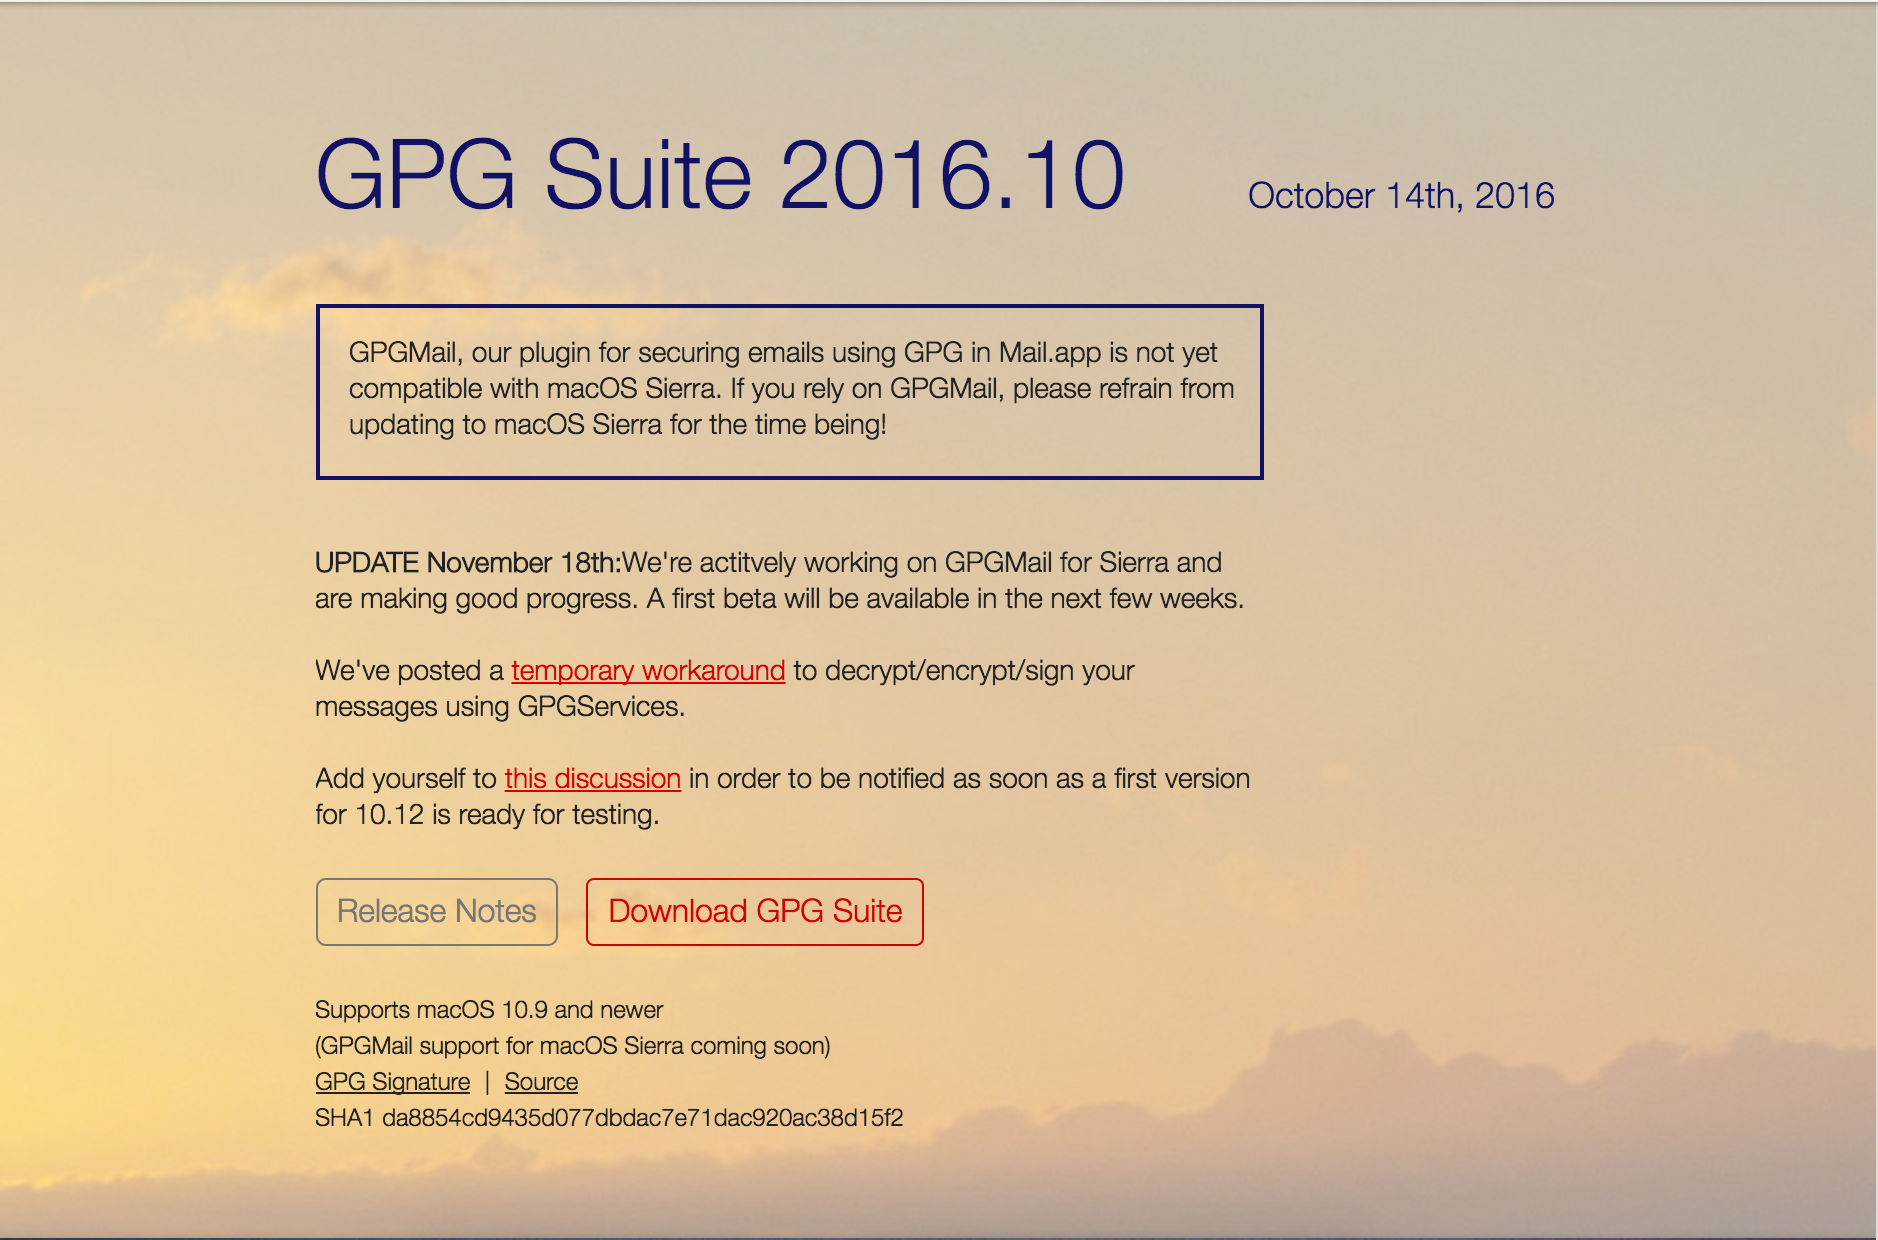 GPG Suite 2016.10
October 14th, 2016
GPGMail, our plugin for securing emails using GPG in Mail.app is not yet
compatible with macOS Sierra. If you rely on GPGMail, please refrain from
updating to macOS Sierra for the time being!
UPDATE November 18th:We're actitvely working on GPGMail for Sierra and
are making good progress. A first beta will be available in the next few weeks.
We've posted a temporary workaround to decrypt/encrypt/sign your
messages using GPGServices.
Add yourself to this discussion in order to be notified as soon as a first version
for 10.12 is ready for testing.
Release Notes
Download GPG Suite
Supports macOS 10.9 and newer
(GPGMail support for macOS Sierra coming soon)
GPG Signature | Source
SHA1 da8854cd9435d077dbdac7e71dac920ac38d15f2